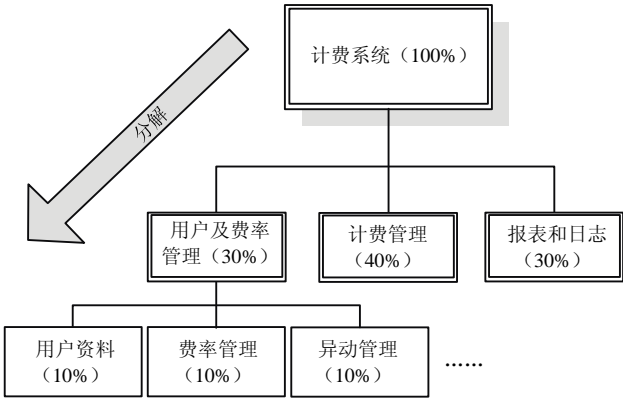 计费系统（100%）
分解
用户及费率
管理（30%）
计费管理
（40%）
报表和日志
（30%）
用户资料
（10%）
费率管理
（10%）
异动管理
（10%）
……